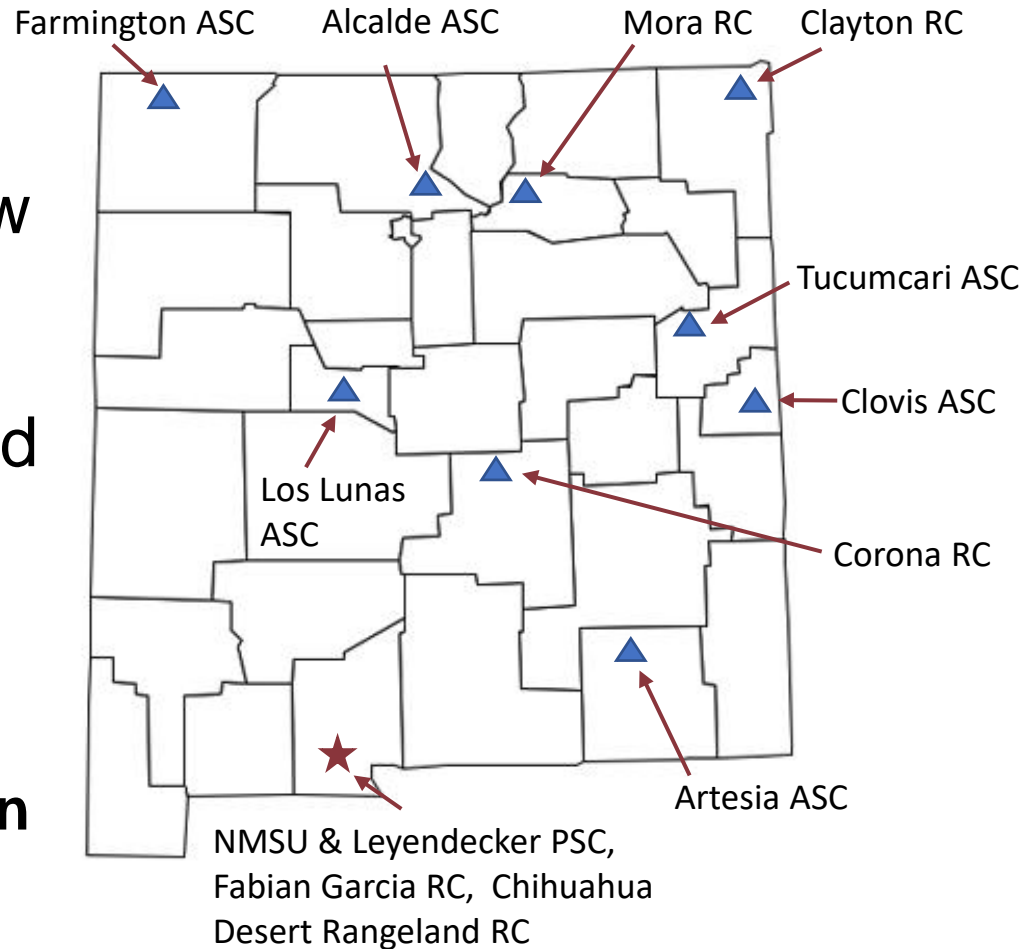 Farmington ASC
Alcalde ASC
Mora RC
Clayton RC
w
Tucumcari ASC
Clovis ASC
d
Los Lunas
ASC
Corona RC
Artesia ASC
n
NMSU & Leyendecker PSC,
Fabian Garcia RC, Chihuahua
Desert Rangeland RC